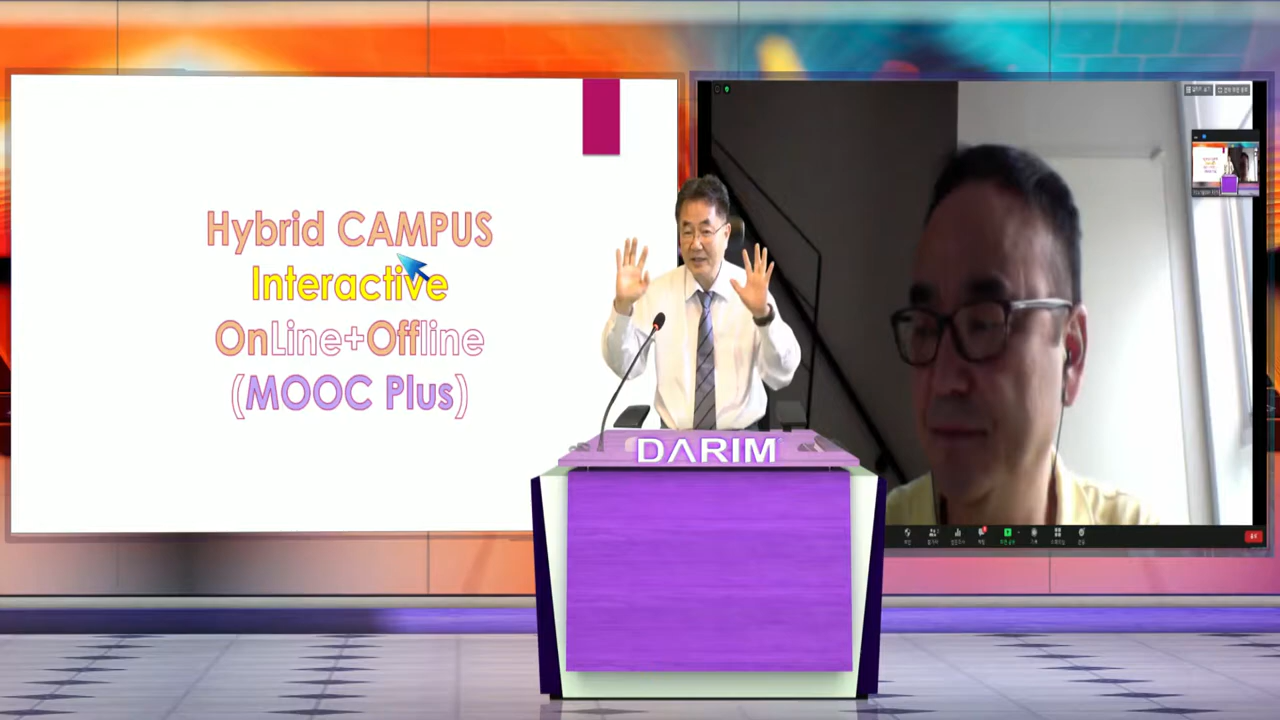 Hybrid CAMPUS
Interactive
OnLine+Offline
(MOOC Plus)
DARIM